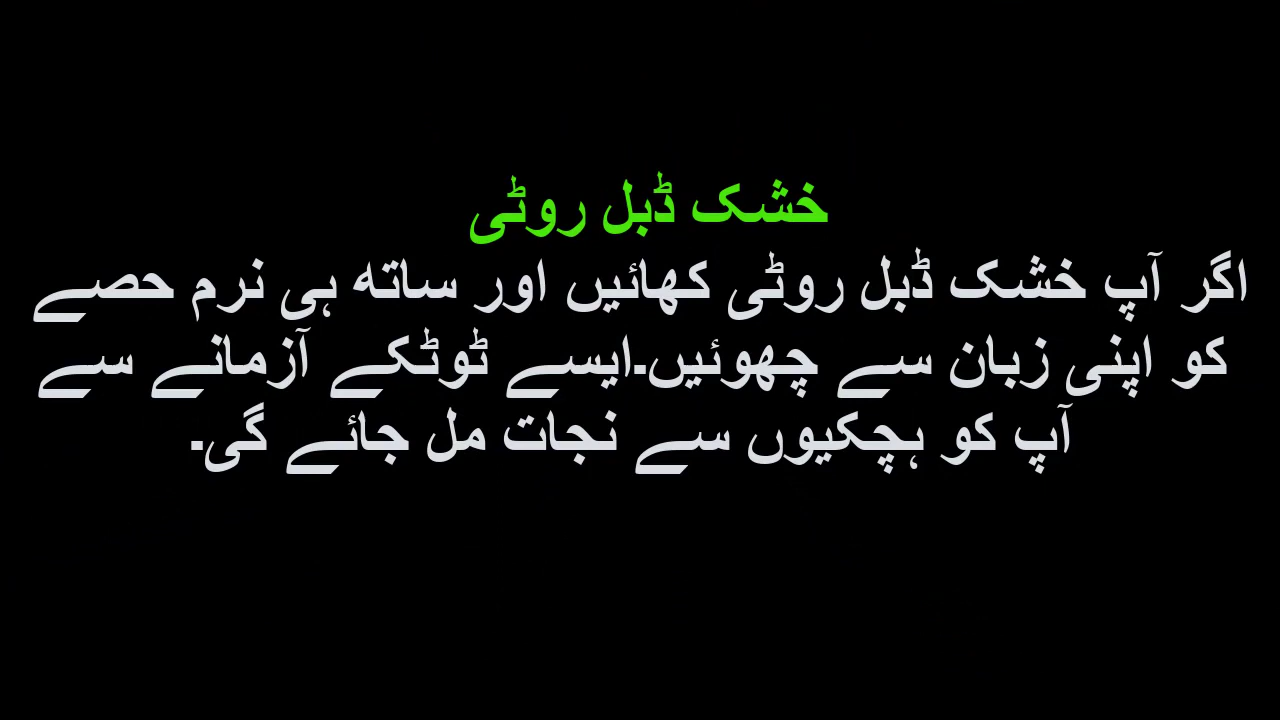 خشک ڈبل روٹی
اگر آپ خشک ڈبل روٹی کھائیں اور ساتھ ہی نرم حصے
کو اپنی زبان سے چھوئیں۔ایسے ٹوٹکے آزمانے سے
آپ کو ہچکیوں سے نجات مل جائے گی۔